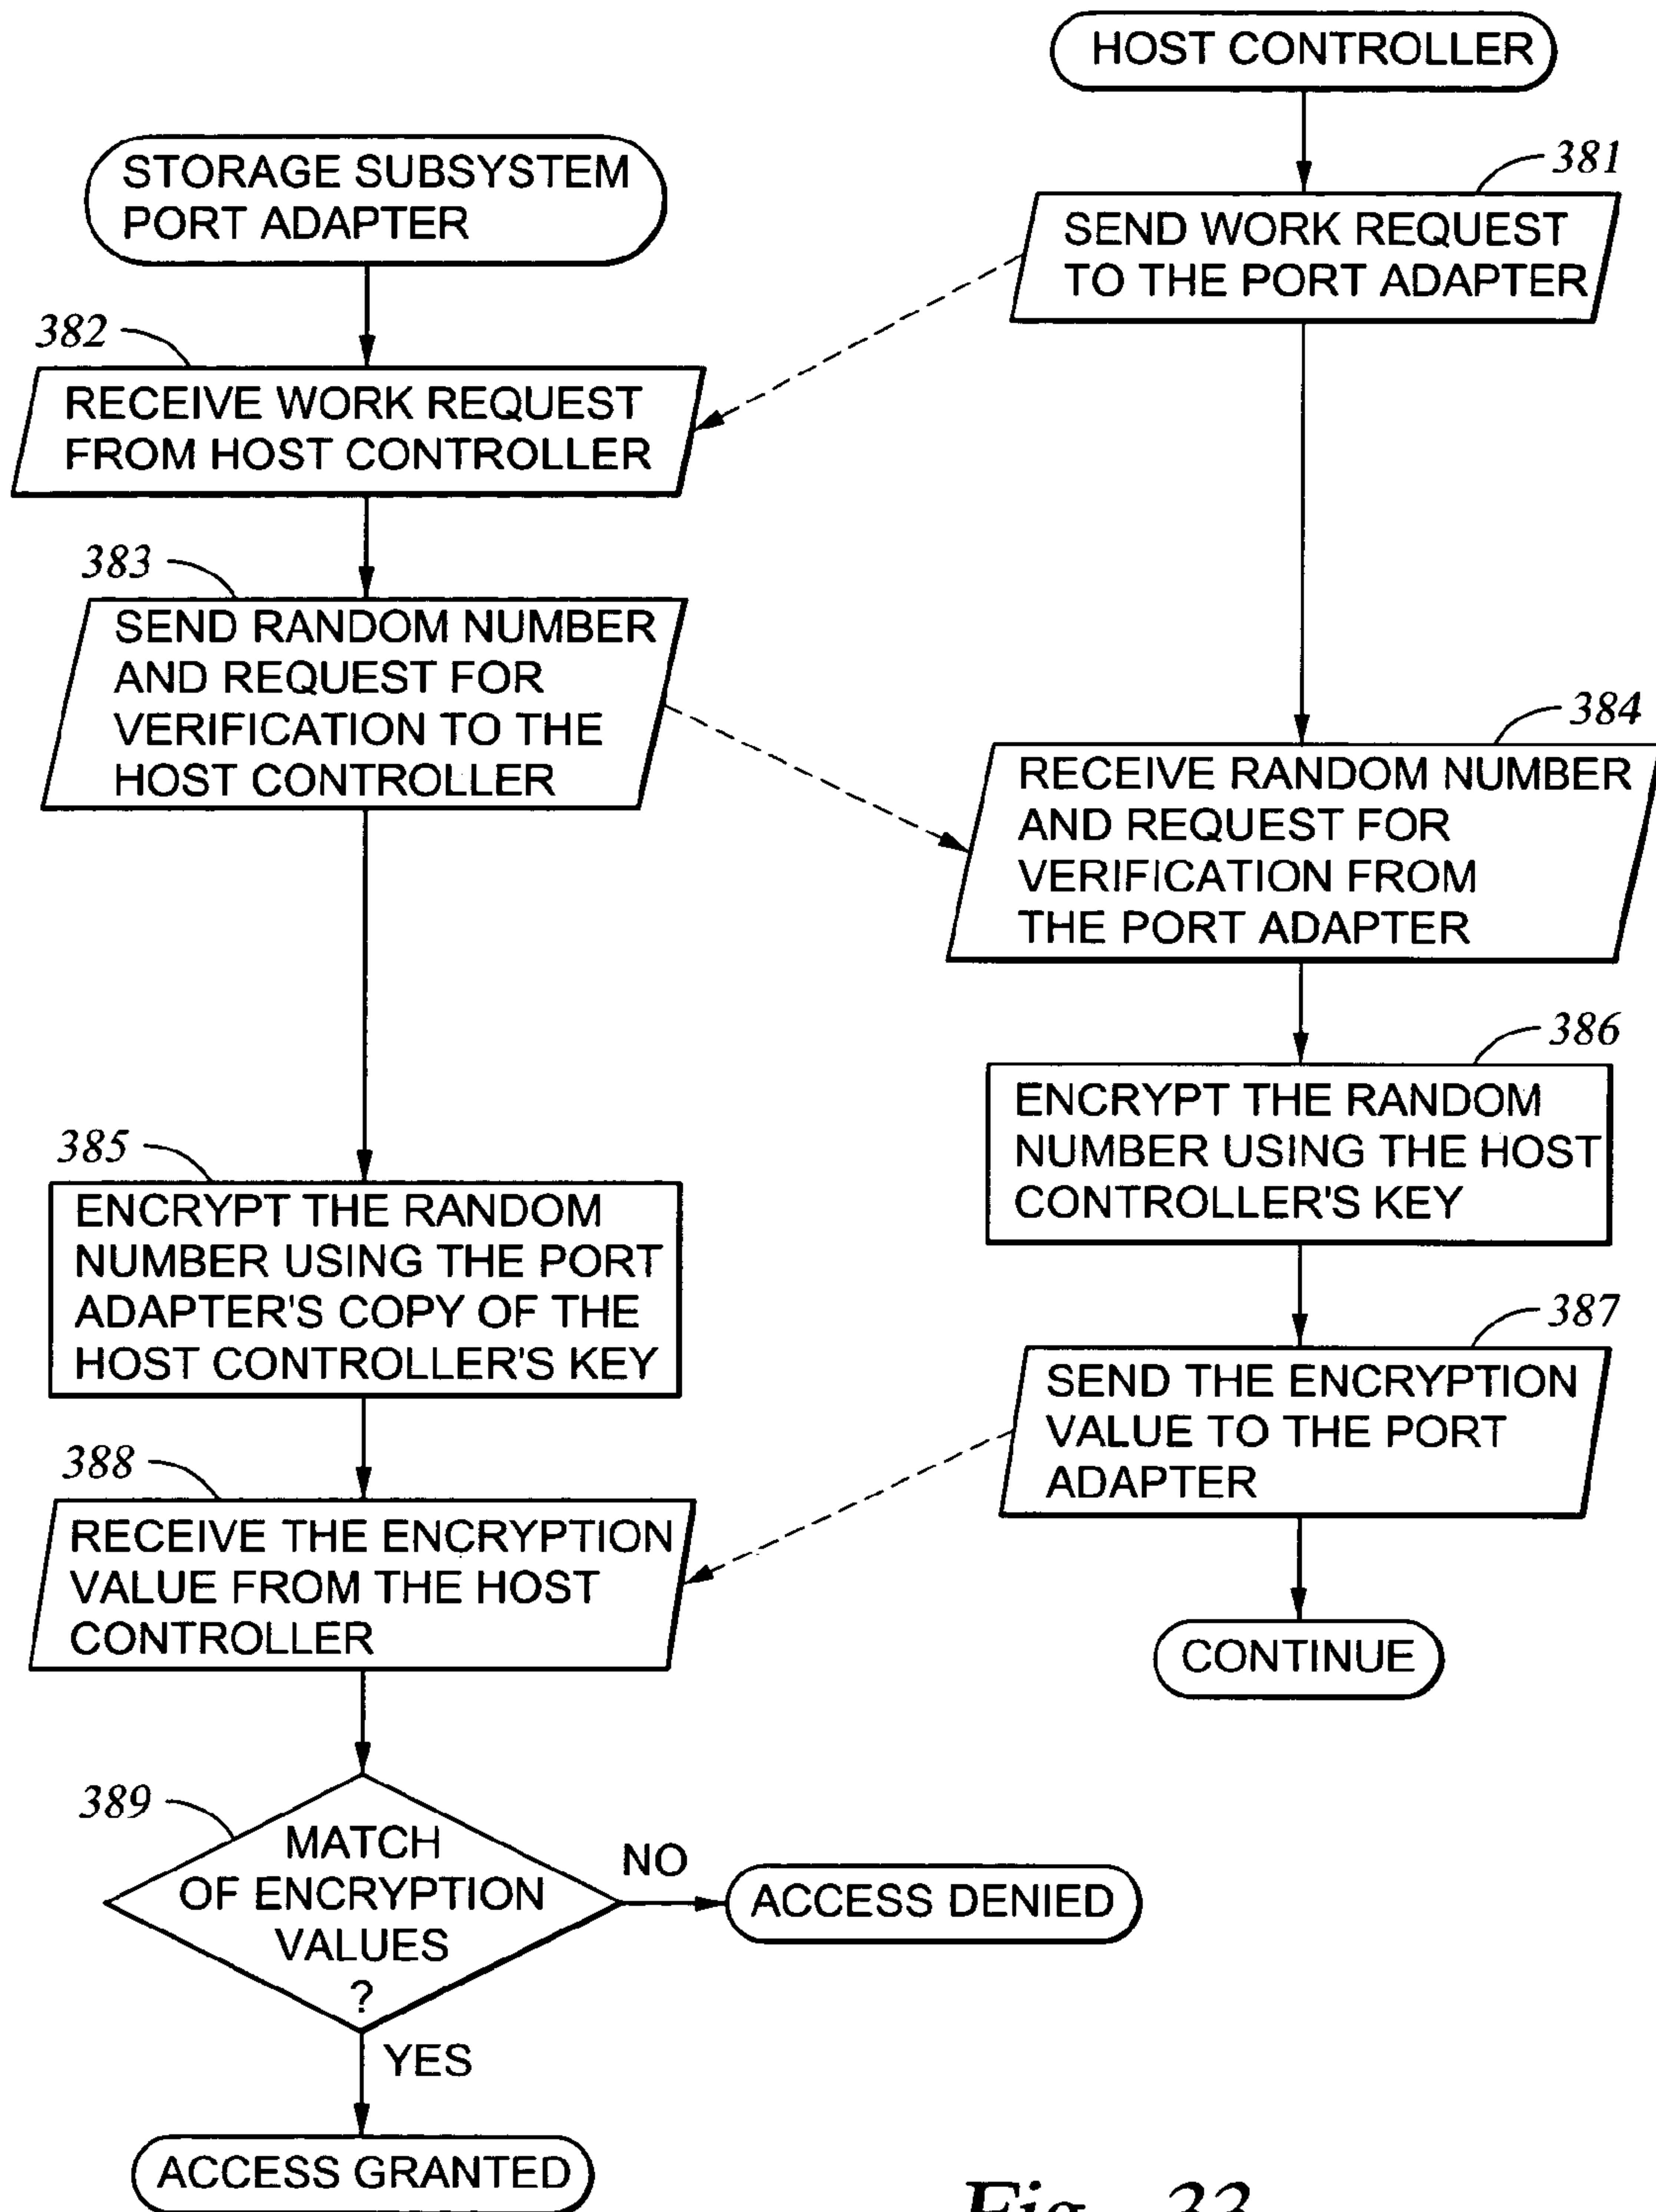 HOST CONTROLLER
STORAGE SUBSYSTEM
PORT ADAPTER
381
SEND WORK REQUEST
TO THE PORT ADAPTER
382
RECEIVE WORK REQUEST
FROM HOST CONTROLLER
383
SEND RANDOM NUMBER
AND REQUEST FOR
VERIFICATION TO THE
HOST CONTROLLER
384
RECEIVE RANDOM NUMBER
AND REQUEST FOR
VERIFICATION FROM
THE PORT ADAPTER
386
ENCRYPT THE RANDOM
NUMBER USING THE HOST
CONTROLLER'S KEY
385
ENCRYPT THE RANDOM
NUMBER USING THE PORT
ADAPTER'S COPY OF THE
HOST CONTROLLER'S KEY
387
SEND THE ENCRYPTION
VALUE TO THE PORT
ADAPTER
388
RECEIVE THE ENCRYPTION
VALUE FROM THE HOST
CONTROLLER
CONTINUE
389
MATCH
OF ENCRYPTION
VALUES
?
NO
ACCESS DENIED
YES
ACCESS GRANTED
Fig. 33